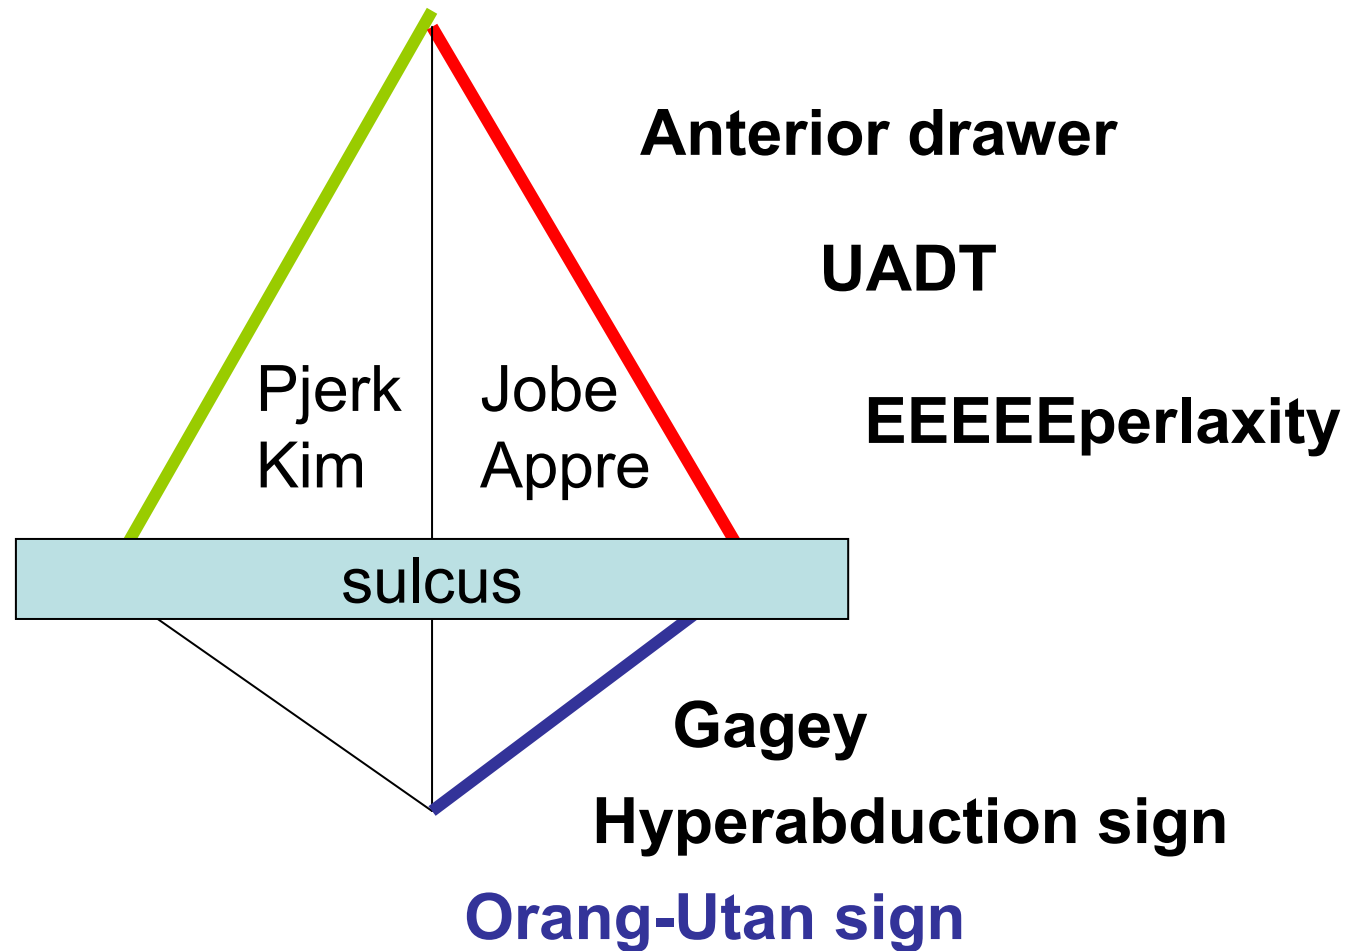 Anterior drawer
UADT
Pjerk
Kim
Jobe
Appre
EEEEEperlaxity
sulcus
Gagey
Hyperabduction sign
Orang-Utan sign